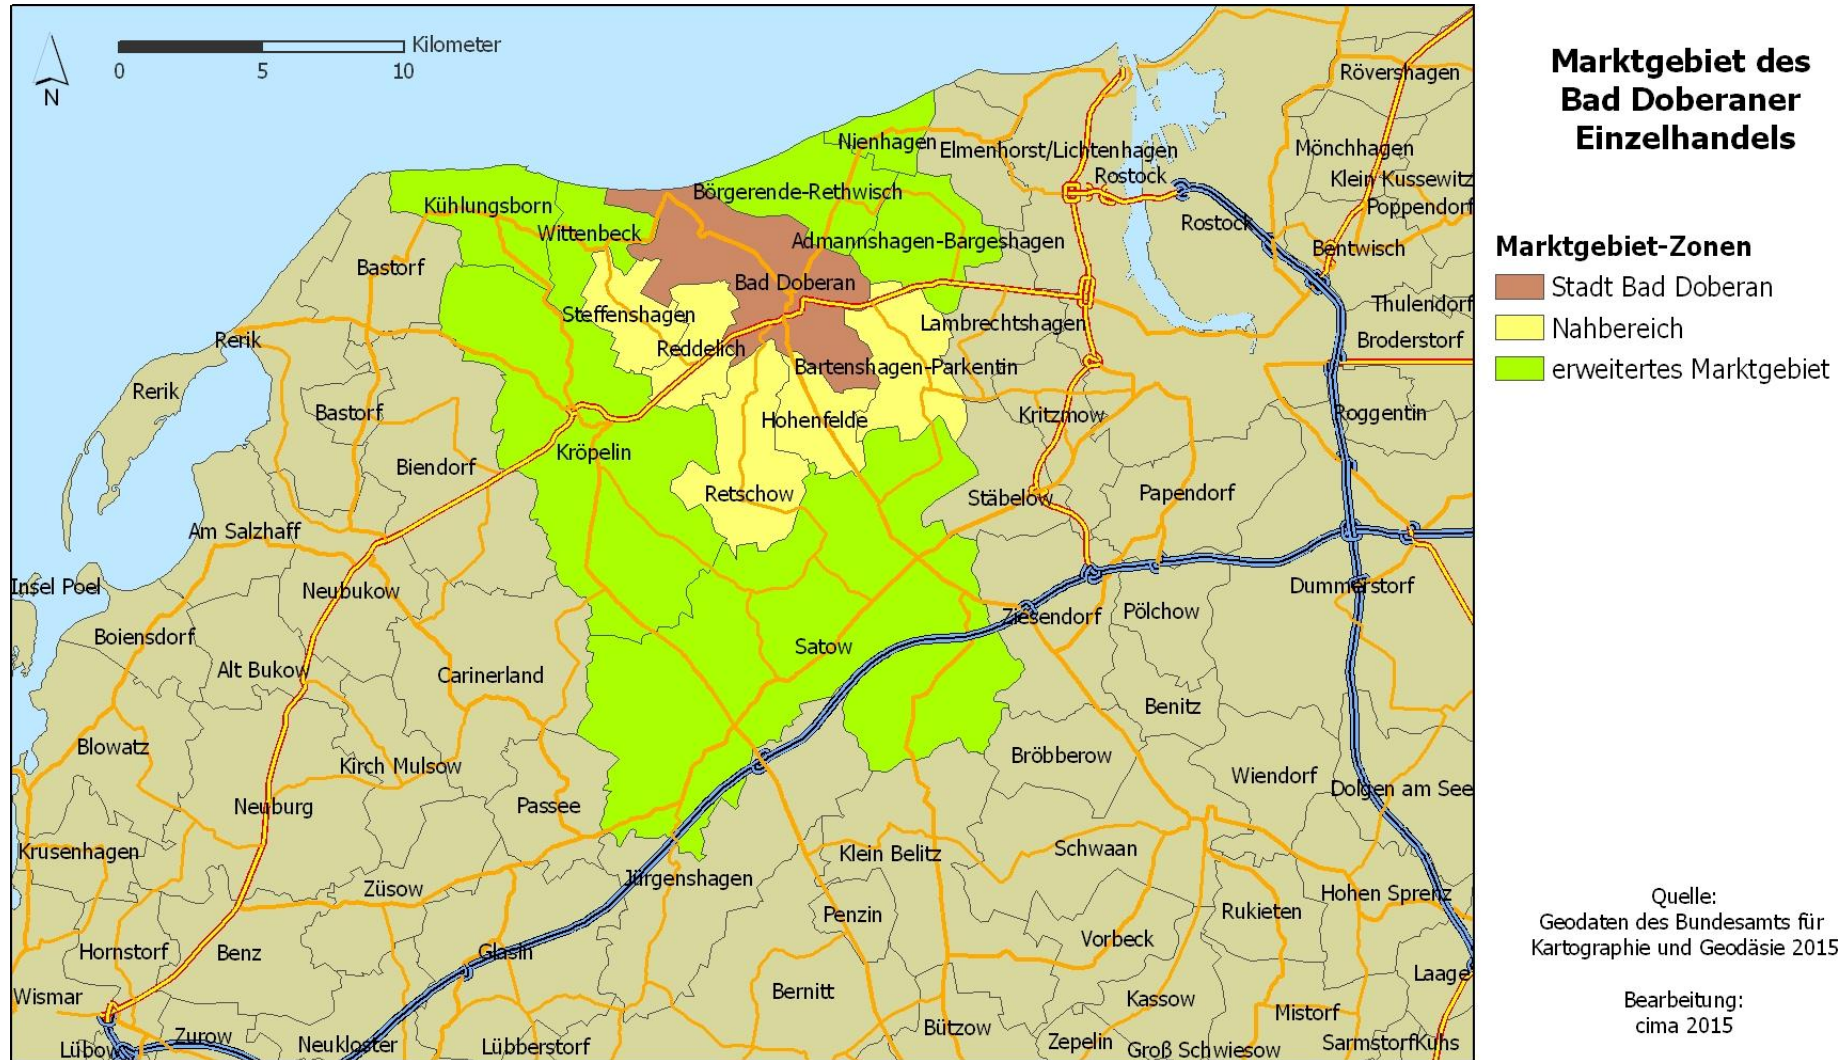 Kilometer
0 5 10
N
Marktgebiet des
Bad Doberaner
Einzelhandels
Marktgebiet-Zonen
Stadt Bad Doberan
Nahbereich
erweitertes Marktgebiet
Rövershagen
Nienhagen
Elmenhorst/Lichtenhagen
Mönchhagen
Rostock
Klein Kussewitz
Börgerende-Rethwisch
Kühlungsborn
Poppendorf
Rostock
Wittenbeck
Admannshagen-Bargeshagen
Bentwisch
Bastorf
Bad Doberan
Thulendorf
Steffenshagen
Lambrechtshagen
Rerik
Reddelich
Broderstorf
Bartenshagen-Parkentin
Rerik
Bastorf
Hohenfelde
Kritzmow
Roggentin
Kröpelin
Biendorf
Retschow
Stäbelow
Papendorf
Am Salzhaff
Insel Poel
Neubukow
Dummerstorf
Ziesendorf
Pölchow
Boiensdorf
Satow
Alt Bukow
Carinerland
Benitz
Blowatz
Bröbberow
Kirch Mulsow
Wiendorf
Dolgen am See
Neuburg
Passee
Krusenhagen
Klein Belitz
Schwaan
Jürgenshagen
Züsow
Hohen Sprenz
Penzin
Rukieten
Vorbeck
Hornstorf
Benz
Glasin
Laage
Wismar
Bernitt
Kassow
Mistorf
Bützow
Zurow
Neukloster
Lübberstorf
Zepelin
Groß Schwiesow
Sarmstorf
Kuhs
Lübow
Quelle:
Geodaten des Bundesamts für
Kartographie und Geodäsie 2015
Bearbeitung:
cima 2015